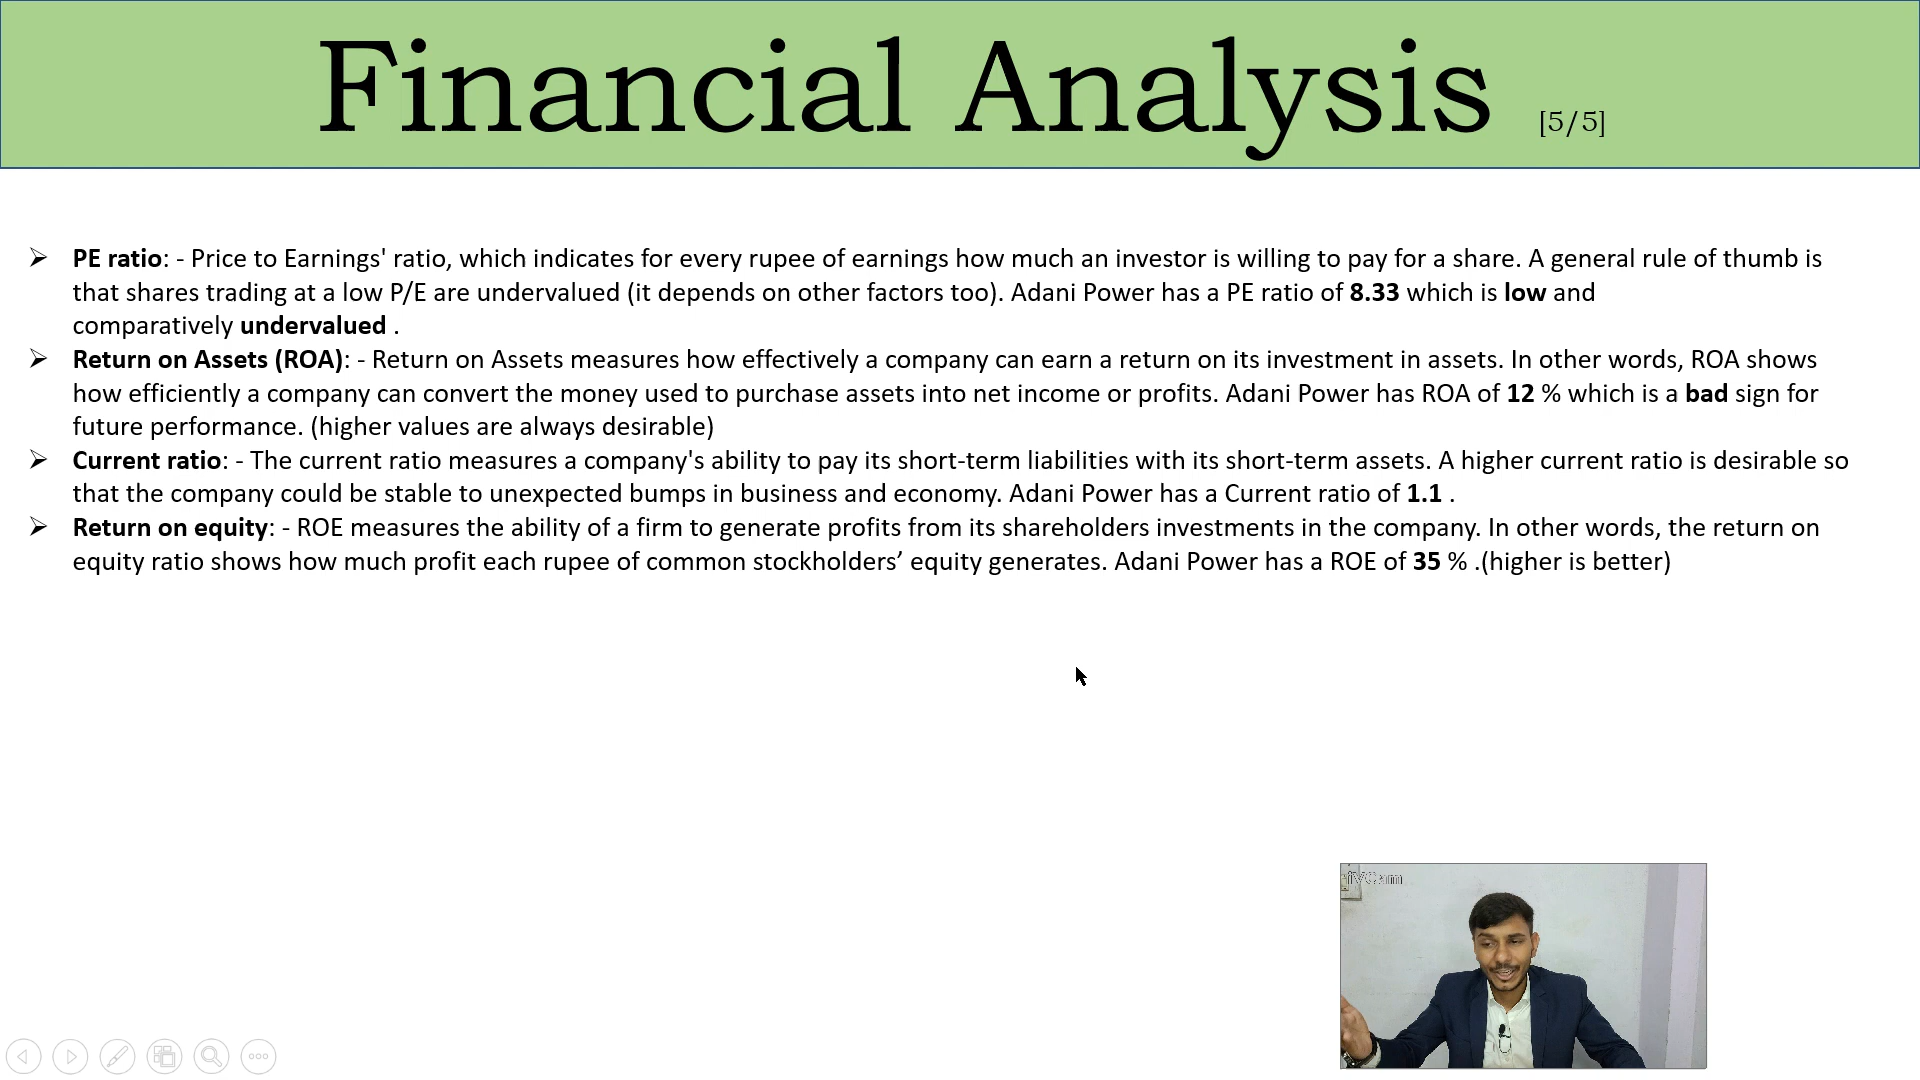 Financial Analysis [5/5]
➢ PE ratio: - Price to Earnings' ratio, which indicates for every rupee of earnings how much an investor is willing to pay for a share. A general rule of thumb is
that shares trading at a low P/E are undervalued (it depends on other factors too). Adani Power has a PE ratio of 8.33 which is low and
comparatively undervalued .
➢ Return on Assets (ROA): - Return on Assets measures how effectively a company can earn a return on its investment in assets. In other words, ROA shows
how efficiently a company can convert the money used to purchase assets into net income or profits. Adani Power has ROA of 12 % which is a bad sign for
future performance. (higher values are always desirable)
➢ Current ratio: - The current ratio measures a company's ability to pay its short-term liabilities with its short-term assets. A higher current ratio is desirable so
that the company could be stable to unexpected bumps in business and economy. Adani Power has a Current ratio of 1.1 .
➢ Return on equity: - ROE measures the ability of a firm to generate profits from its shareholders investments in the company. In other words, the return on
equity ratio shows how much profit each rupee of common stockholders’ equity generates. Adani Power has a ROE of 35 % .(higher is better)